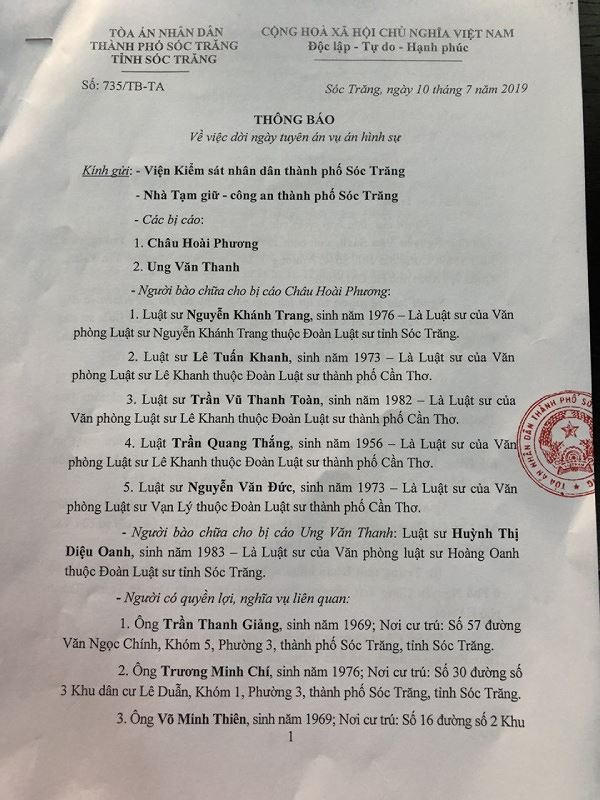 TÒA ÁN NHÂN DÂN
THÀNH PHỐ SÓC TRĂNG
TỈNH SÓC TRĂNG
CỘNG HOÀ XÃ HỘI CHỦ NGHĨA VIỆT NAM
Độc lập - Tự do - Hạnh phúc
Số: 735/TB-TA
Sóc Trăng, ngày 10 tháng 7 năm 2019
THÔNG BÁO
Về việc dời ngày tuyên án vụ án hình sự
Kính gửi: - Viện Kiểm sát nhân dân thành phố Sóc Trăng
- Nhà Tạm giữ - công an thành phố Sóc Trăng
- Các bị cáo:
1. Châu Hoài Phương
2. Ung Văn Thanh
- Người bào chữa cho bị cáo Châu Hoài Phương:
1. Luật sư Nguyễn Khánh Trang, sinh năm 1976 – Là Luật sư của Văn
phòng Luật sư Nguyễn Khánh Trang thuộc Đoàn Luật sư tỉnh Sóc Trăng.
2. Luật sư Lê Tuấn Khanh, sinh năm 1973 – Là Luật sư của Văn
phòng Luật sư Lê Khanh thuộc Đoàn Luật sư thành phố Cần Thơ.
3. Luật sư Trần Vũ Thanh Toàn, sinh năm 1982 – Là Luật sư của
Văn phòng Luật sư Lê Khanh thuộc Đoàn Luật sư thành phố Cần Thơ.
4. Luật Trần Quang Thắng, sinh năm 1956 – Là Luật sư của Văn
phòng Luật sư Lê Khanh thuộc Đoàn Luật sư thành phố Cần Thơ.
5. Luật sư Nguyễn Văn Đức, sinh năm 1973 – Là Luật sư của Văn
phòng Luật sư Vạn Lý thuộc Đoàn Luật sư thành phố Cần Thơ.
- Người bào chữa cho bị cáo Ung Văn Thanh: Luật sư Huỳnh Thị
Diệu Oanh, sinh năm 1983 – Là Luật sư của Văn phòng luật sư Hoàng Oanh
thuộc Đoàn Luật sư tỉnh Sóc Trăng.
- Người có quyền lợi, nghĩa vụ liên quan:
1. Ông Trần Thanh Giảng, sinh năm 1969; Nơi cư trú: Số 57 đường
Văn Ngọc Chính, Khóm 5, Phường 3, thành phố Sóc Trăng, tỉnh Sóc Trăng.
2. Ông Trương Minh Chí, sinh năm 1976; Nơi cư trú: Số 30 đường số
3 Khu dân cư Lê Duẫn, Khóm 1, Phường 3, thành phố Sóc Trăng, tỉnh Sóc Trăng.
3. Ông Võ Minh Thiên, sinh năm 1969; Nơi cư trú: Số 16 đường số 2 Khu
1
TOÀ ÁN NHÂN DÂN THÀNH PHỐ